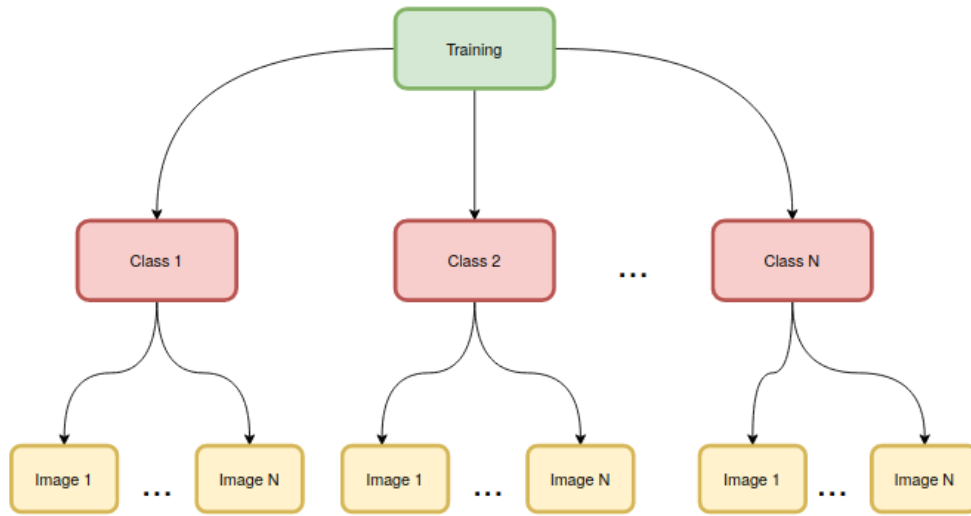 Training
Class 1
Class 2
...
Class N
Image 1
...
Image N
Image 1
...
Image N
Image 1
...
Image N